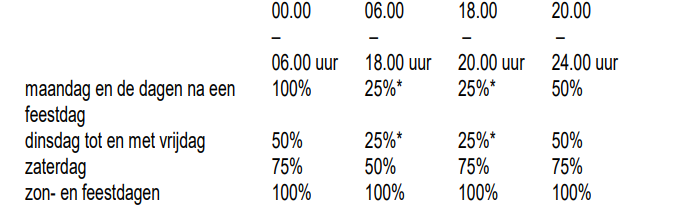 00.00 06.00 18.00 20.00
– – – –
06.00 uur 18.00 uur 20.00 uur 24.00 uur
maandag en de dagen na een 100% 25%* 25%* 50%
feestdag
dinsdag tot en met vrijdag 50% 25%* 25%* 50%
zaterdag 75% 50% 75% 75%
zon- en feestdagen 100% 100% 100% 100%